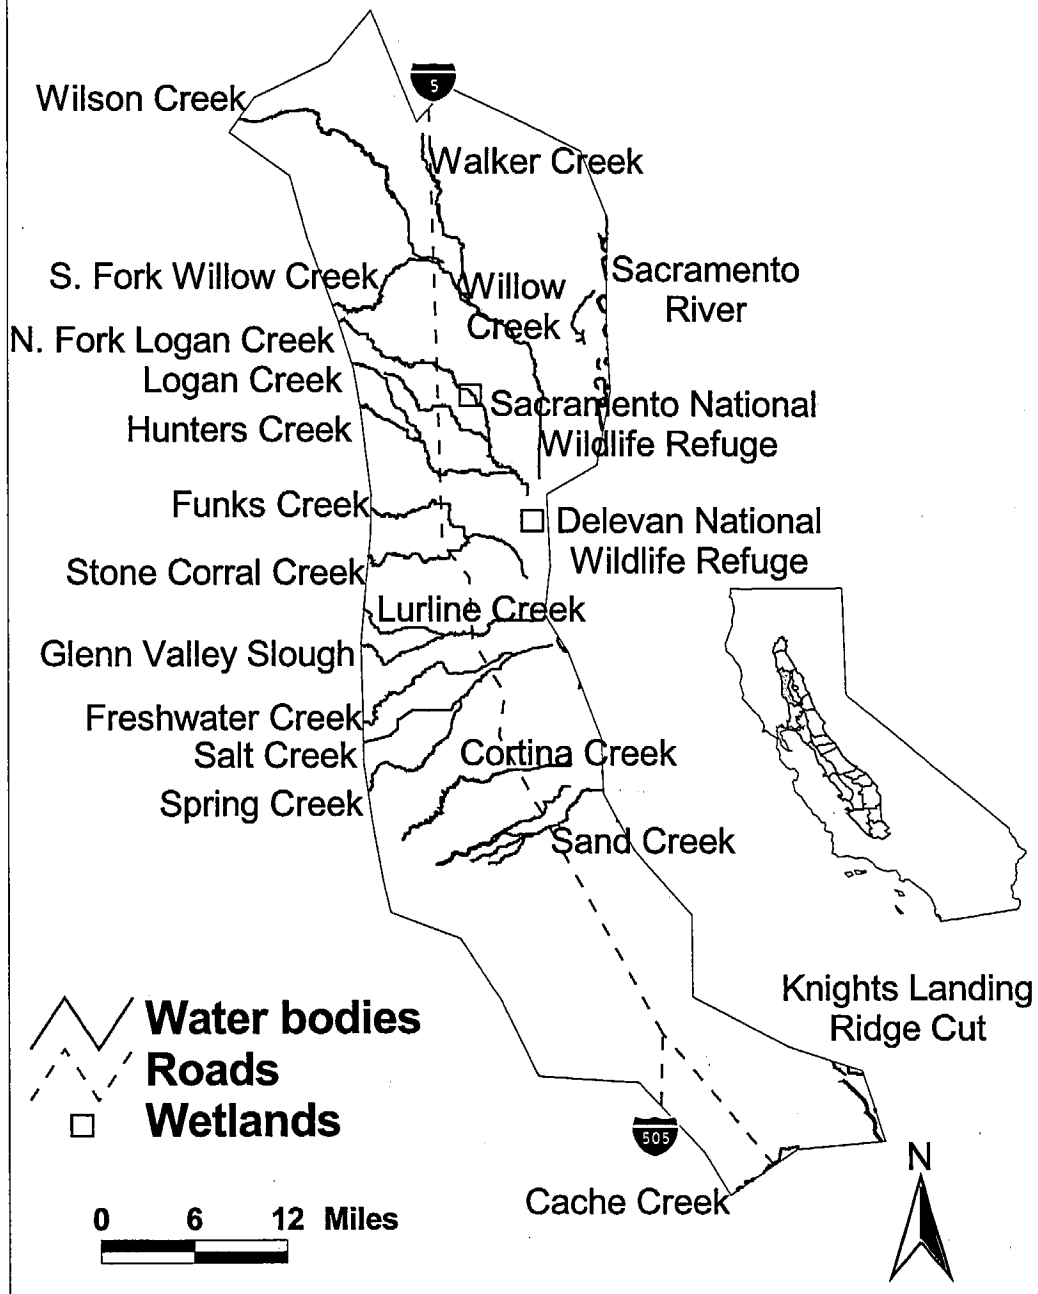 5
Wilson Creek
Walker Creek
S. Fork Willow Creek
Willow
Creek
Sacramento
River
N. Fork Logan Creek
Logan Creek
Sacramento National
Wildlife Refuge
Hunters Creek
Funks Creek
Delevan National
Wildlife Refuge
Stone Corral Creek
Lurline Creek
Glenn Valley Slough
Freshwater Creek
Salt Creek
Cortina Creek
Spring Creek
Sand Creek
Knights Landing
Ridge Cut
Water bodies
Roads
Wetlands
505
N
Cache Creek
0 6 12 Miles